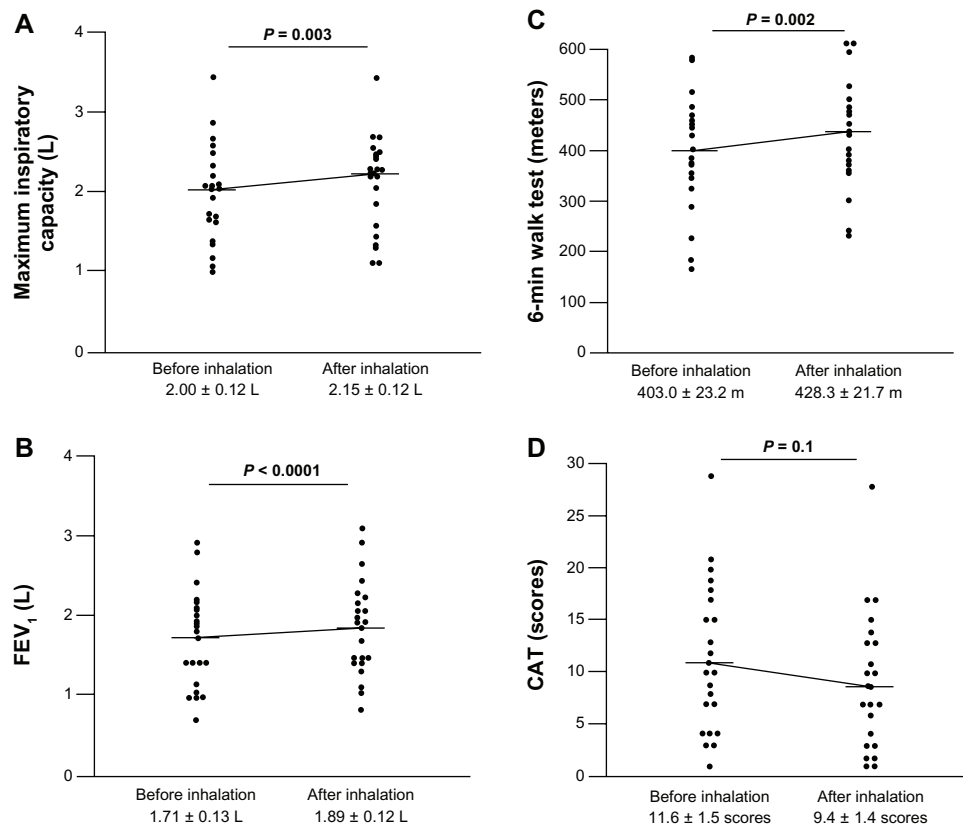 A
P = 0.003
4
3
2
1
0
Maximum inspiratory
capacity (L)
Before inhalation
2.00 ± 0.12 L
After inhalation
2.15 ± 0.12 L
B
P < 0.0001
4
3
2
1
0
FEV₁ (L)
Before inhalation
1.71 ± 0.13 L
After inhalation
1.89 ± 0.12 L
C
P = 0.002
600
500
400
300
200
100
0
6-min walk test (meters)
Before inhalation
403.0 ± 23.2 m
After inhalation
428.3 ± 21.7 m
D
P = 0.1
30
25
20
15
10
5
0
CAT (scores)
Before inhalation
11.6 ± 1.5 scores
After inhalation
9.4 ± 1.4 scores